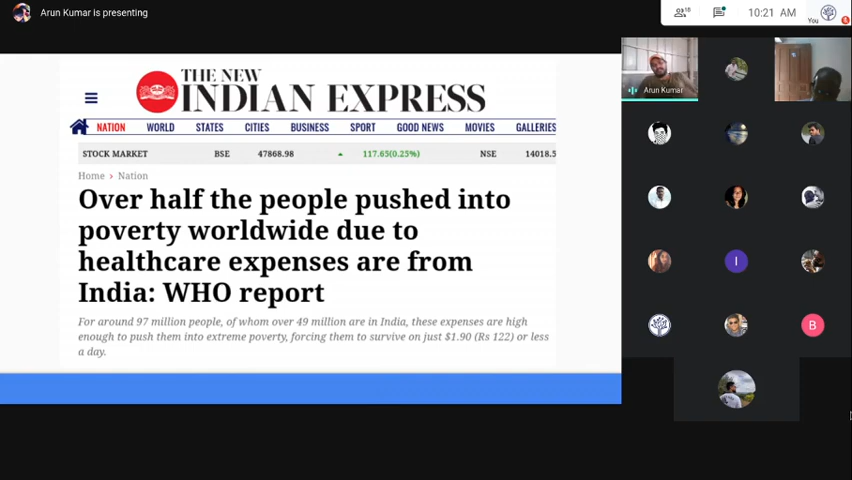 Arun Kumar is presenting
18
10:21 AM
You
THE NEW
INDIAN EXPRESS
NATION WORLD STATES CITIES BUSINESS SPORT GOOD NEWS MOVIES GALLERIES
STOCK MARKET BSE 47868.98 117.65(0.25%) NSE 14018.5
Home › Nation
Over half the people pushed into
poverty worldwide due to
healthcare expenses are from
India: WHO report
For around 97 million people, of whom over 49 million are in India, these expenses are high
enough to push them into extreme poverty, forcing them to survive on just $1.90 (Rs 122) or less
a day.
Arun Kumar
I
B